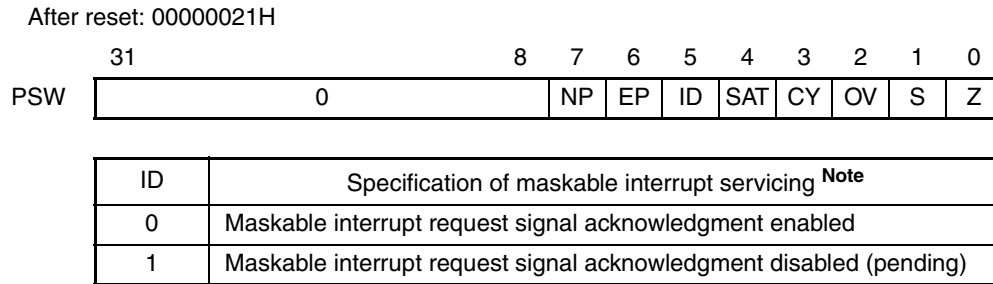 After reset: 00000021H
31 8 7 6 5 4 3 2 1 0
PSW 0 NP EP ID SAT CY OV S Z
ID Specification of maskable interrupt servicing Note
0 Maskable interrupt request signal acknowledgment enabled
1 Maskable interrupt request signal acknowledgment disabled (pending)